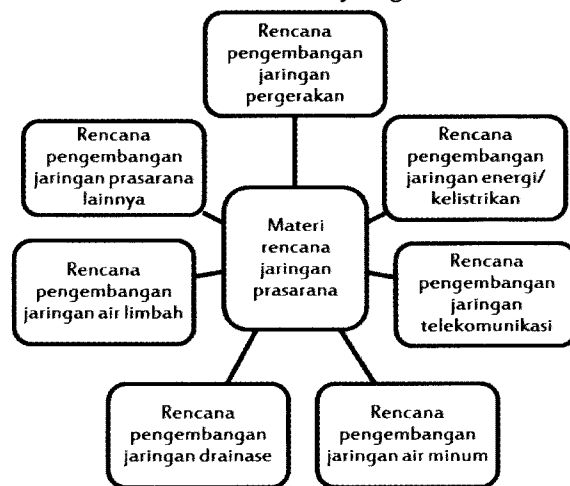 Rencana
pengembangan
jaringan
pergerakan
Rencana
pengembangan
jaringan prasarana
lainnya
Rencana
pengembangan
jaringan energi/
kelistrikan
Materi
rencana
jaringan
prasarana
Rencana
pengembangan
jaringan air limbah
Rencana
pengembangan
jaringan
telekomunikasi
Rencana
pengembangan
jaringan drainase
Rencana
pengembangan
jaringan air minum